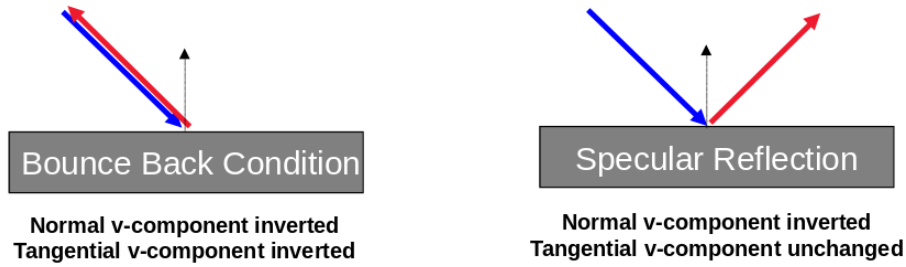 Bounce Back Condition
Normal v-component inverted
Tangential v-component inverted
Specular Reflection
Normal v-component inverted
Tangential v-component unchanged